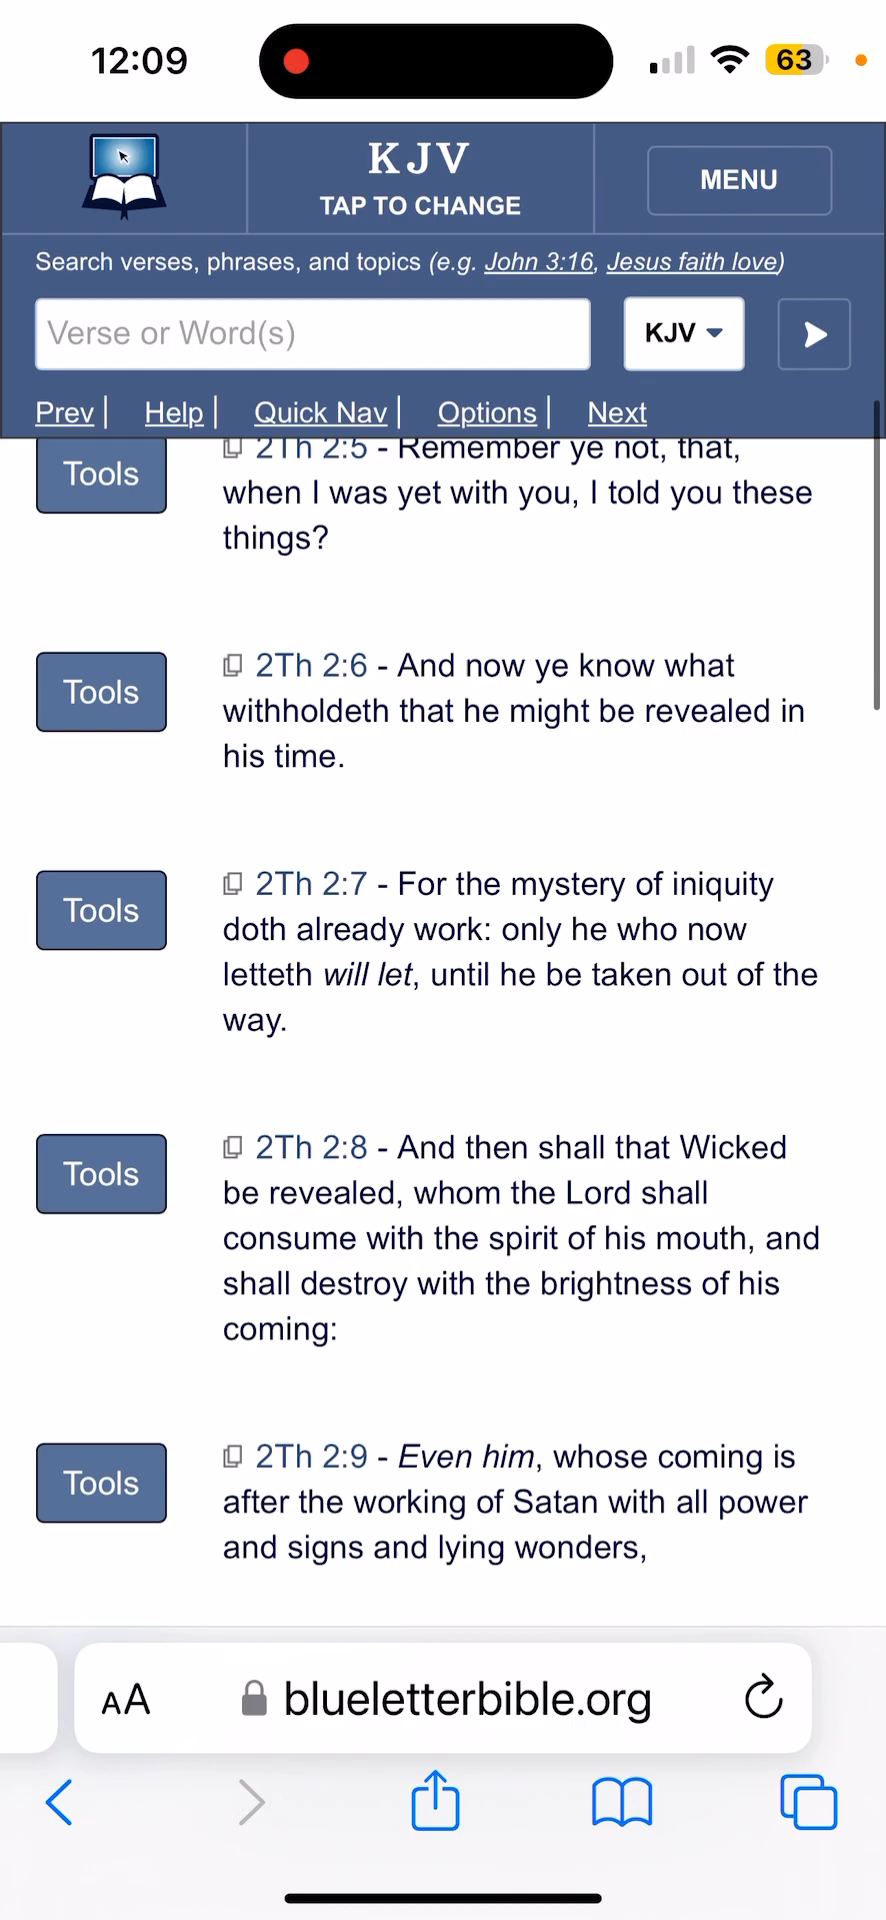 12:09
63
KJV
TAP TO CHANGE
MENU
Search verses, phrases, and topics (e.g. John 3:16, Jesus faith love)
Verse or Word(s)
KJV
Prev | Help | Quick Nav | Options | Next
Tools
2Th 2:5 - Remember ye not, that,
when I was yet with you, I told you these
things?
Tools
2Th 2:6 - And now ye know what
withholdeth that he might be revealed in
his time.
Tools
2Th 2:7 - For the mystery of iniquity
doth already work: only he who now
letteth will let, until he be taken out of the
way.
Tools
2Th 2:8 - And then shall that Wicked
be revealed, whom the Lord shall
consume with the spirit of his mouth, and
shall destroy with the brightness of his
coming:
Tools
2Th 2:9 - Even him, whose coming is
after the working of Satan with all power
and signs and lying wonders,
AA blueletterbible.org